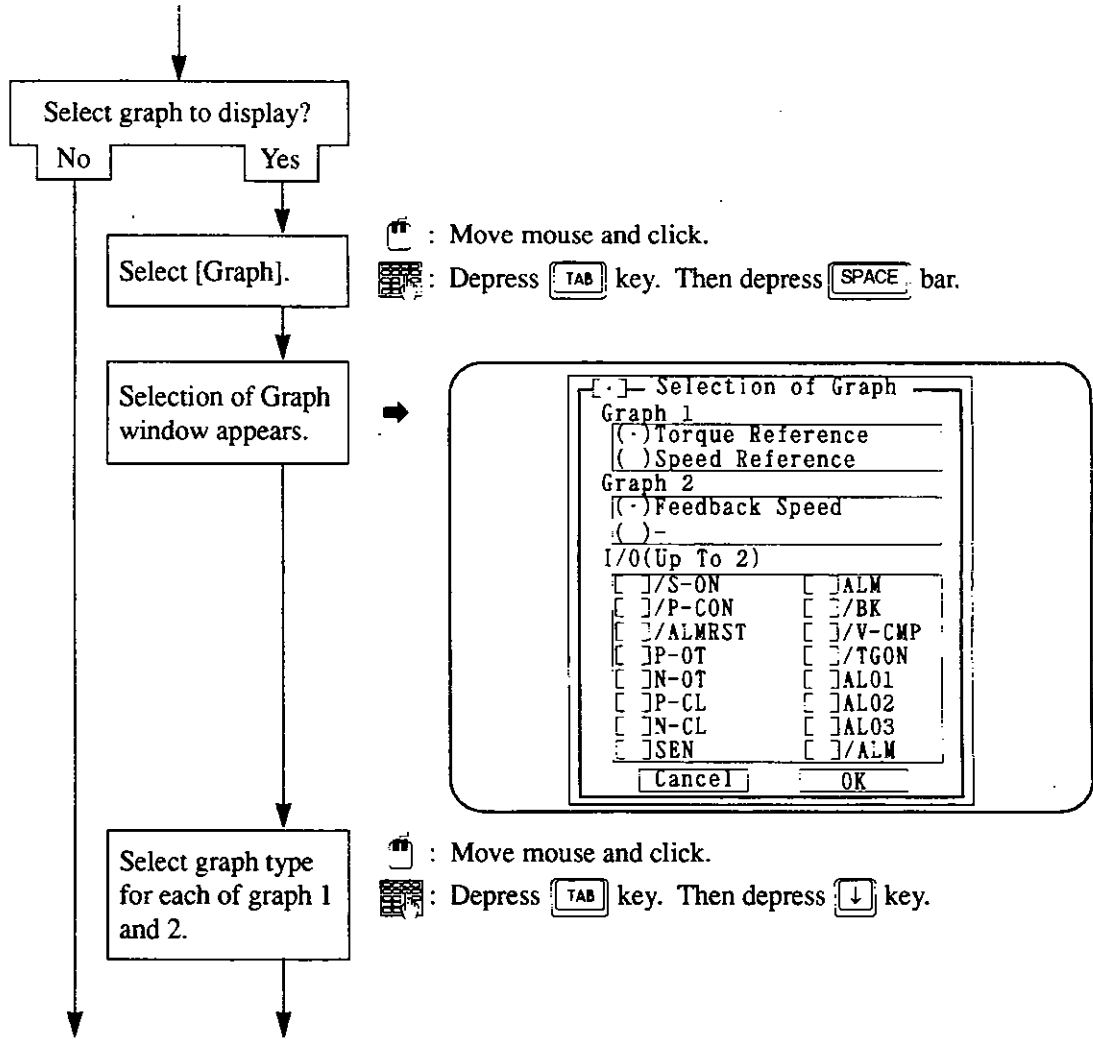 Select graph to display?
No Yes
Select [Graph].
: Move mouse and click.
: Depress TAB key. Then depress SPACE bar.
Selection of Graph
window appears.
[·] Selection of Graph
Graph 1
(·)Torque Reference
( )Speed Reference
Graph 2
(·)Feedback Speed
( )-
I/O(Up To 2)
[ ]/S-ON [ ]ALM
[ ]/P-CON [ ]/BK
[ ]/ALMRST [ ]/V-CMP
[ ]P-OT [ ]/TGON
[ ]N-OT [ ]ALO1
[ ]P-CL [ ]ALO2
[ ]N-CL [ ]ALO3
[ ]SEN [ ]/ALM
Cancel OK
Select graph type
for each of graph 1
and 2.
: Move mouse and click.
: Depress TAB key. Then depress ↓ key.